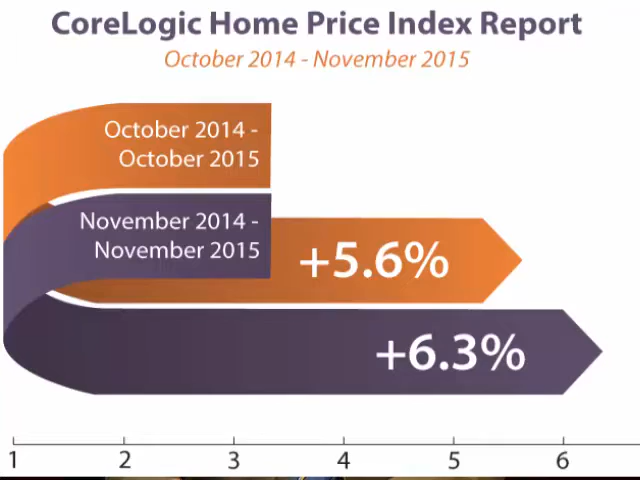 CoreLogic Home Price Index Report
October 2014 - November 2015
October 2014 -
October 2015
November 2014 -
November 2015
+5.6%
+6.3%
1 2 3 4 5 6